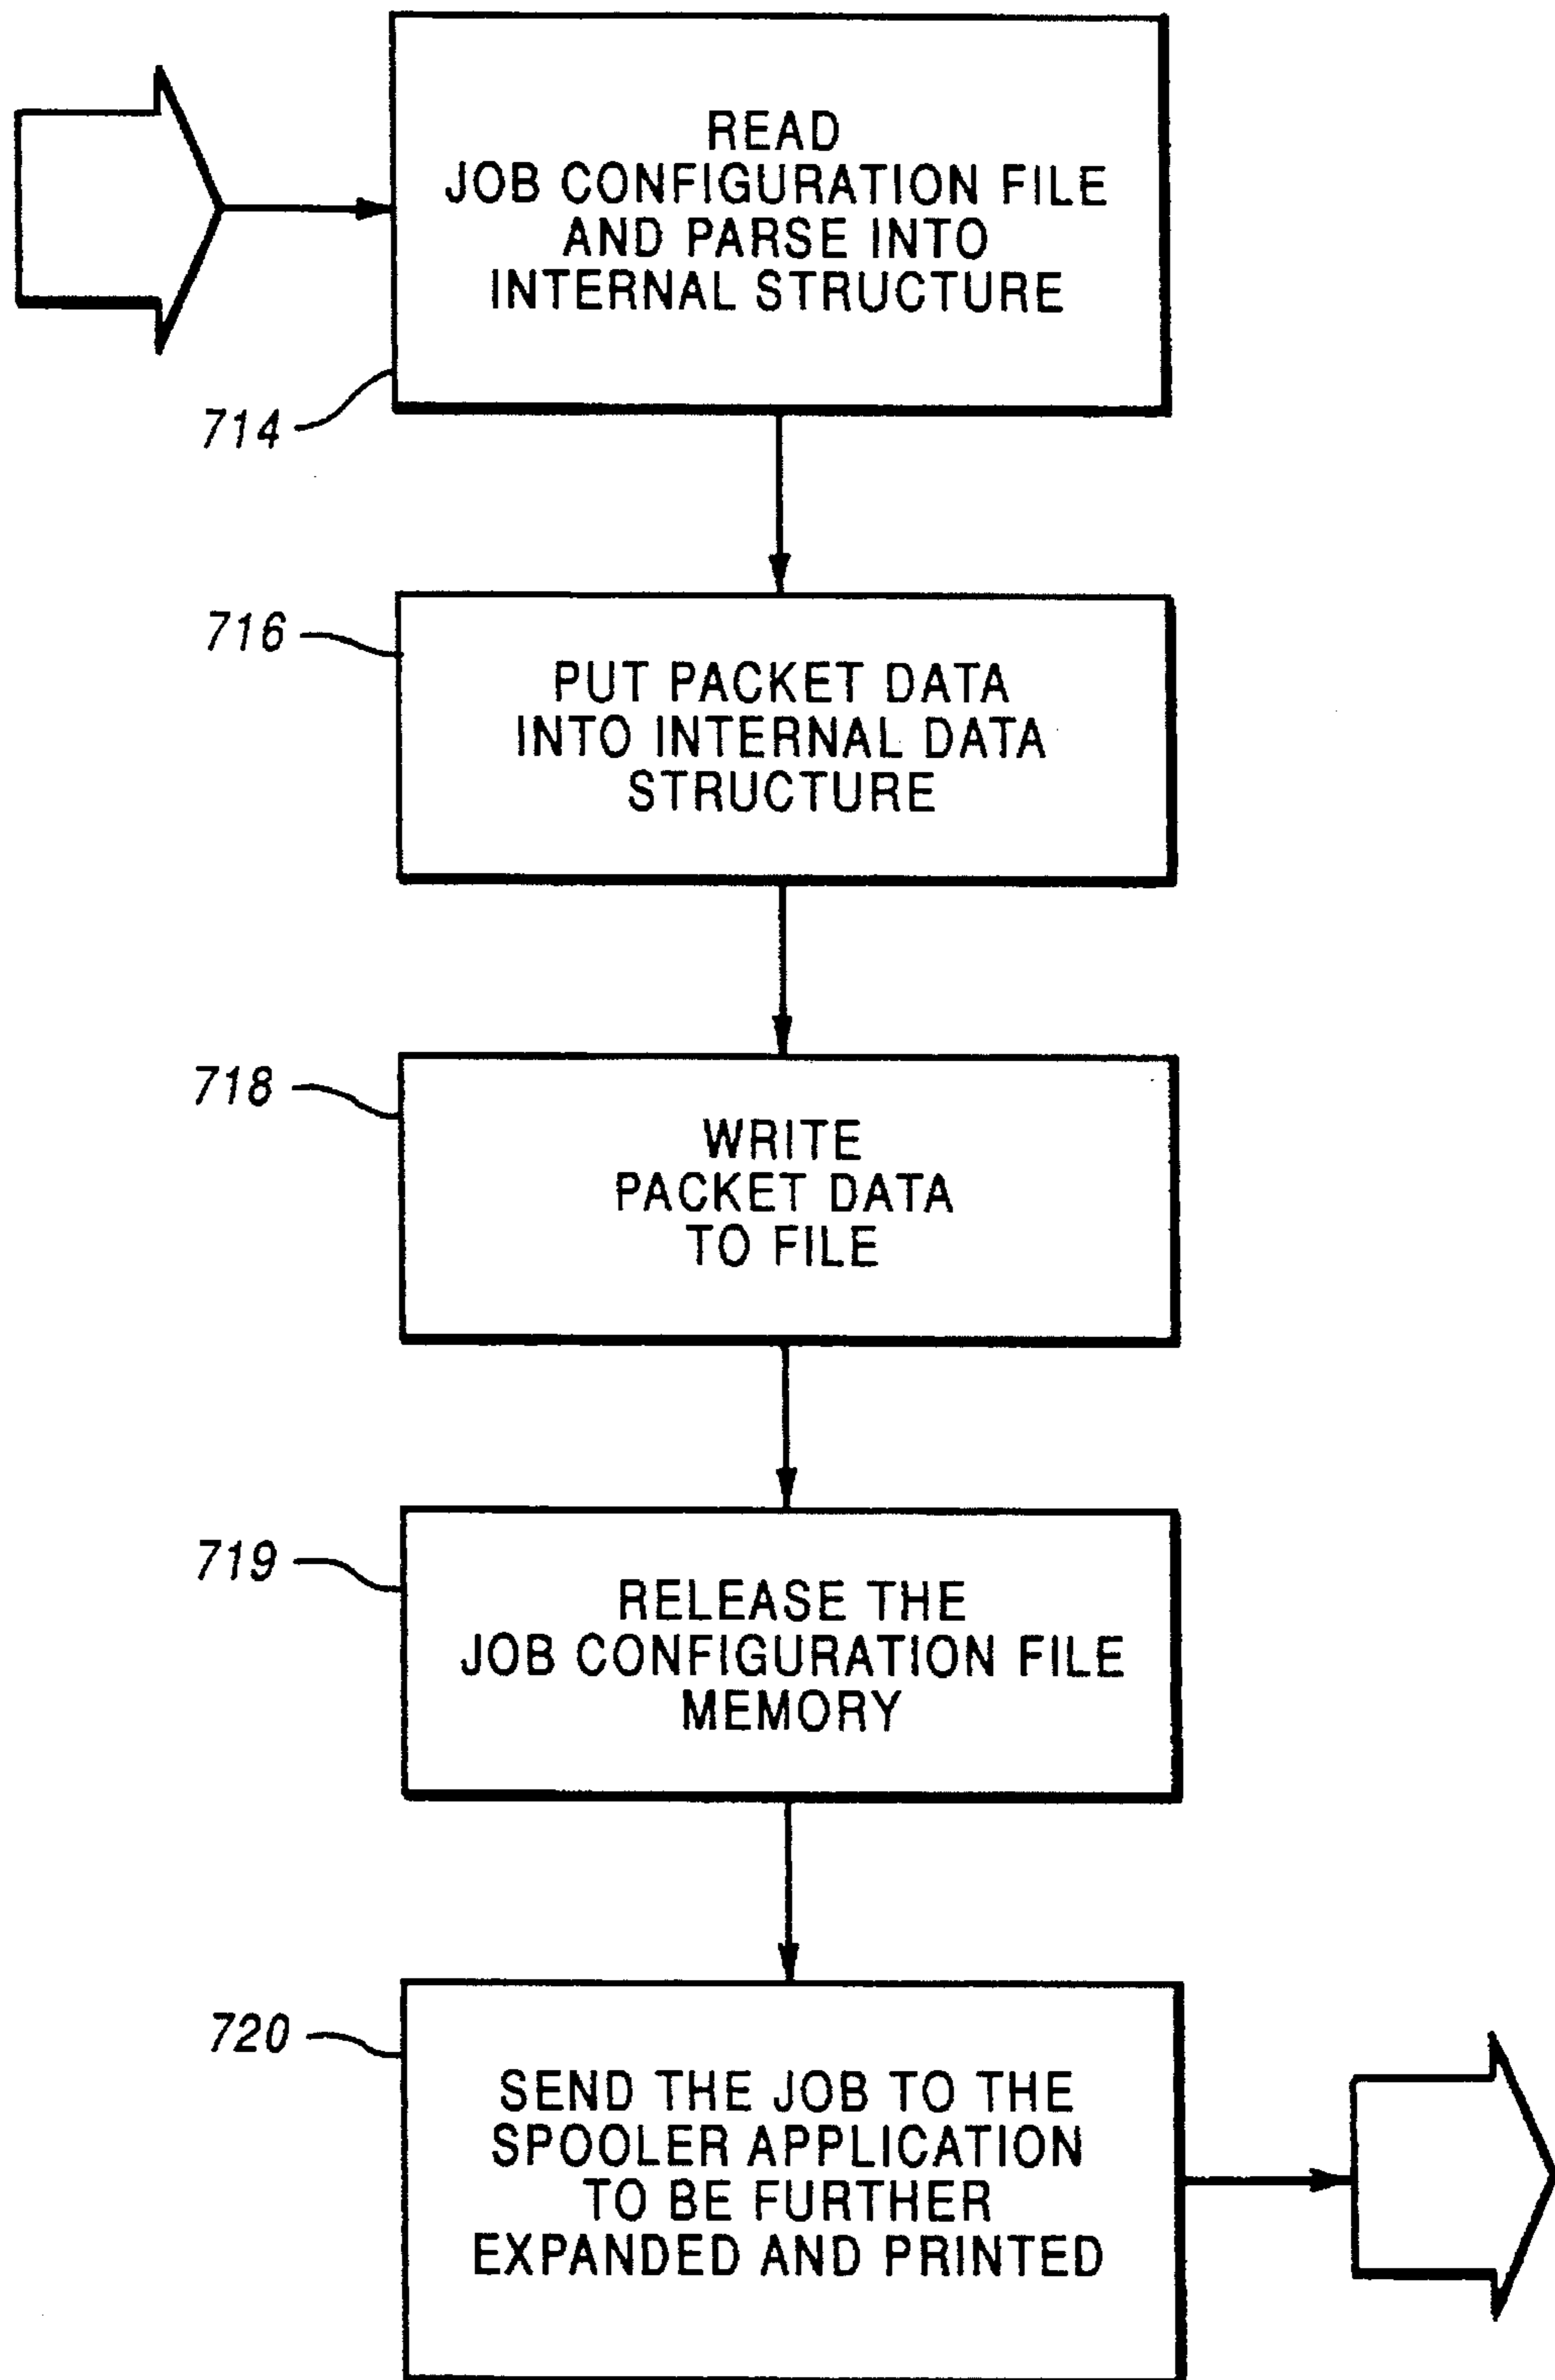 READ
JOB CONFIGURATION FILE
AND PARSE INTO
INTERNAL STRUCTURE
714
716
PUT PACKET DATA
INTO INTERNAL DATA
STRUCTURE
718
WRITE
PACKET DATA
TO FILE
719
RELEASE THE
JOB CONFIGURATION FILE
MEMORY
720
SEND THE JOB TO THE
SPOOLER APPLICATION
TO BE FURTHER
EXPANDED AND PRINTED